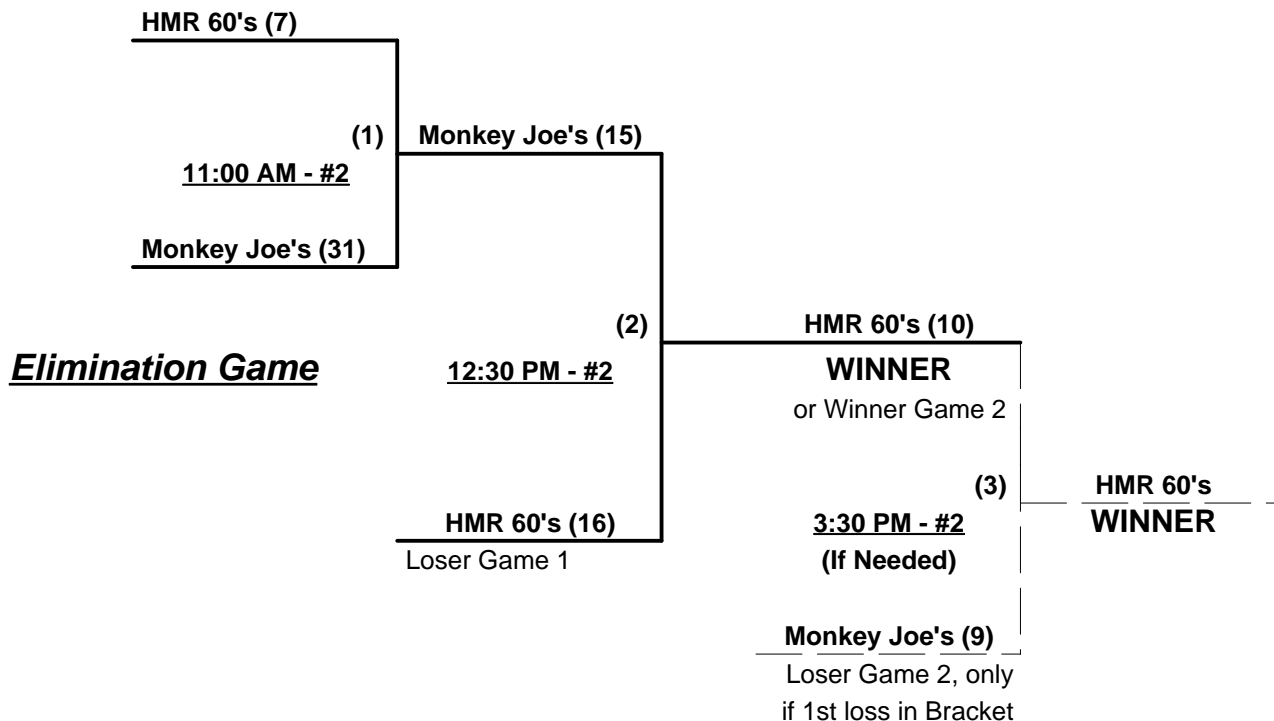 HMR 60's (7)
(1)
Monkey Joe's (15)
11:00 AM - #2
Monkey Joe's (31)
(2)
HMR 60's (10)
Elimination Game
12:30 PM - #2
WINNER
or Winner Game 2
(3)
HMR 60's
HMR 60's (16)
3:30 PM - #2
WINNER
Loser Game 1
(If Needed)
Monkey Joe's (9)
Loser Game 2, only
if 1st loss in Bracket